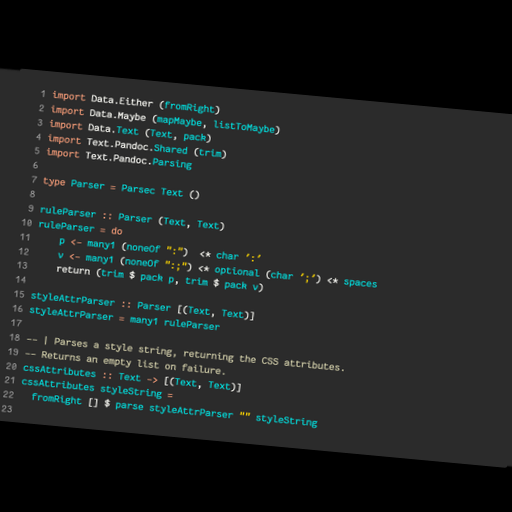 1 import Data.Either (fromRight)
2 import Data.Maybe (mapMaybe, listToMaybe)
3 import Data.Text (Text, pack)
4 import Text.Pandoc.Shared (trim)
5 import Text.Pandoc.Parsing
6
7 type Parser = Parsec Text ()
8
9 ruleParser :: Parser (Text, Text)
10 ruleParser = do
11     p <- many1 (noneOf ":")  <* char ':'
12     v <- many1 (noneOf ":;") <* optional (char ';') <* spaces
13     return (trim $ pack p, trim $ pack v)
14
15 styleAttrParser :: Parser [(Text, Text)]
16 styleAttrParser = many1 ruleParser
17
18 -- | Parses a style string, returning the CSS attributes.
19 -- Returns an empty list on failure.
20 cssAttributes :: Text -> [(Text, Text)]
21 cssAttributes styleString =
22   fromRight [] $ parse styleAttrParser "" styleString
23